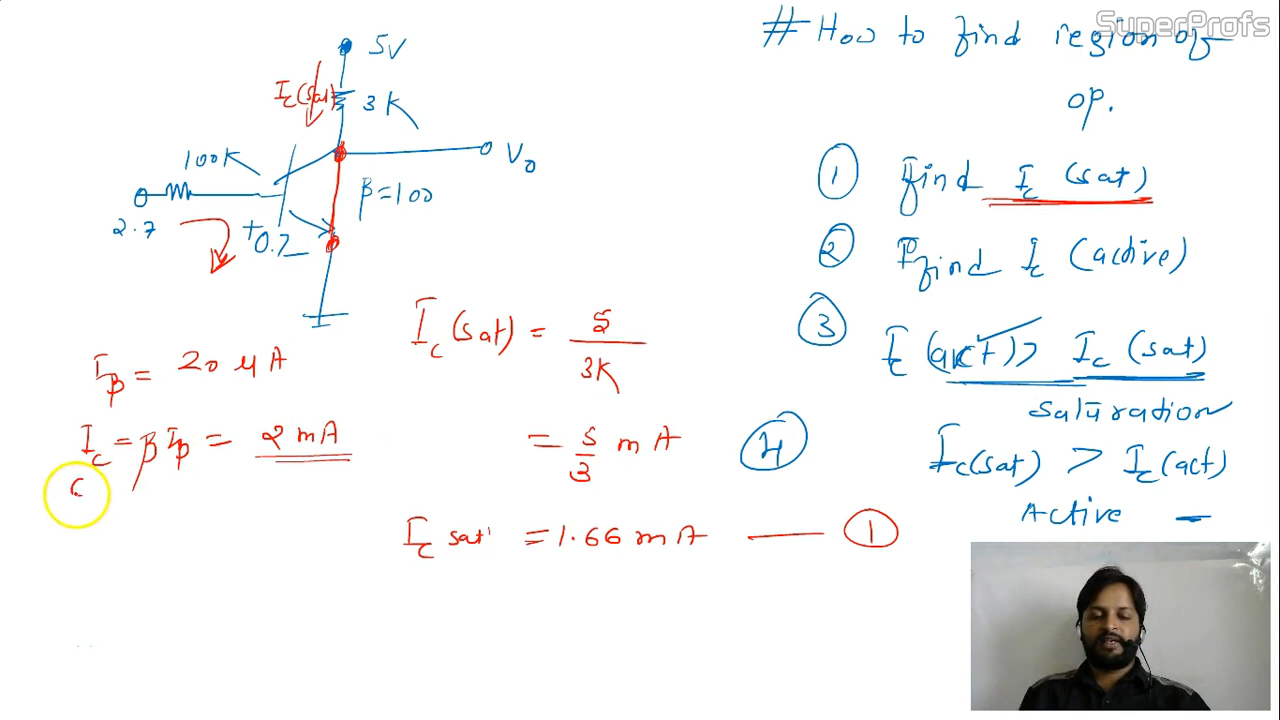 SuperProfs
# How to find region of
op.
① find Ic (sat)
② find Ic (active)
③
Ic (act) > Ic (sat)
saturation
④ Ic(sat) > Ic(act)
Active
5V
Ic(sat)
3K
100K
Vo
β=100
2.7
+0.7-
Ic (sat) = 5/3K
IB = 20 μA
Ic = β IB = 2 mA
= 5/3 mA
C
Ic sat = 1.66 mA — ①